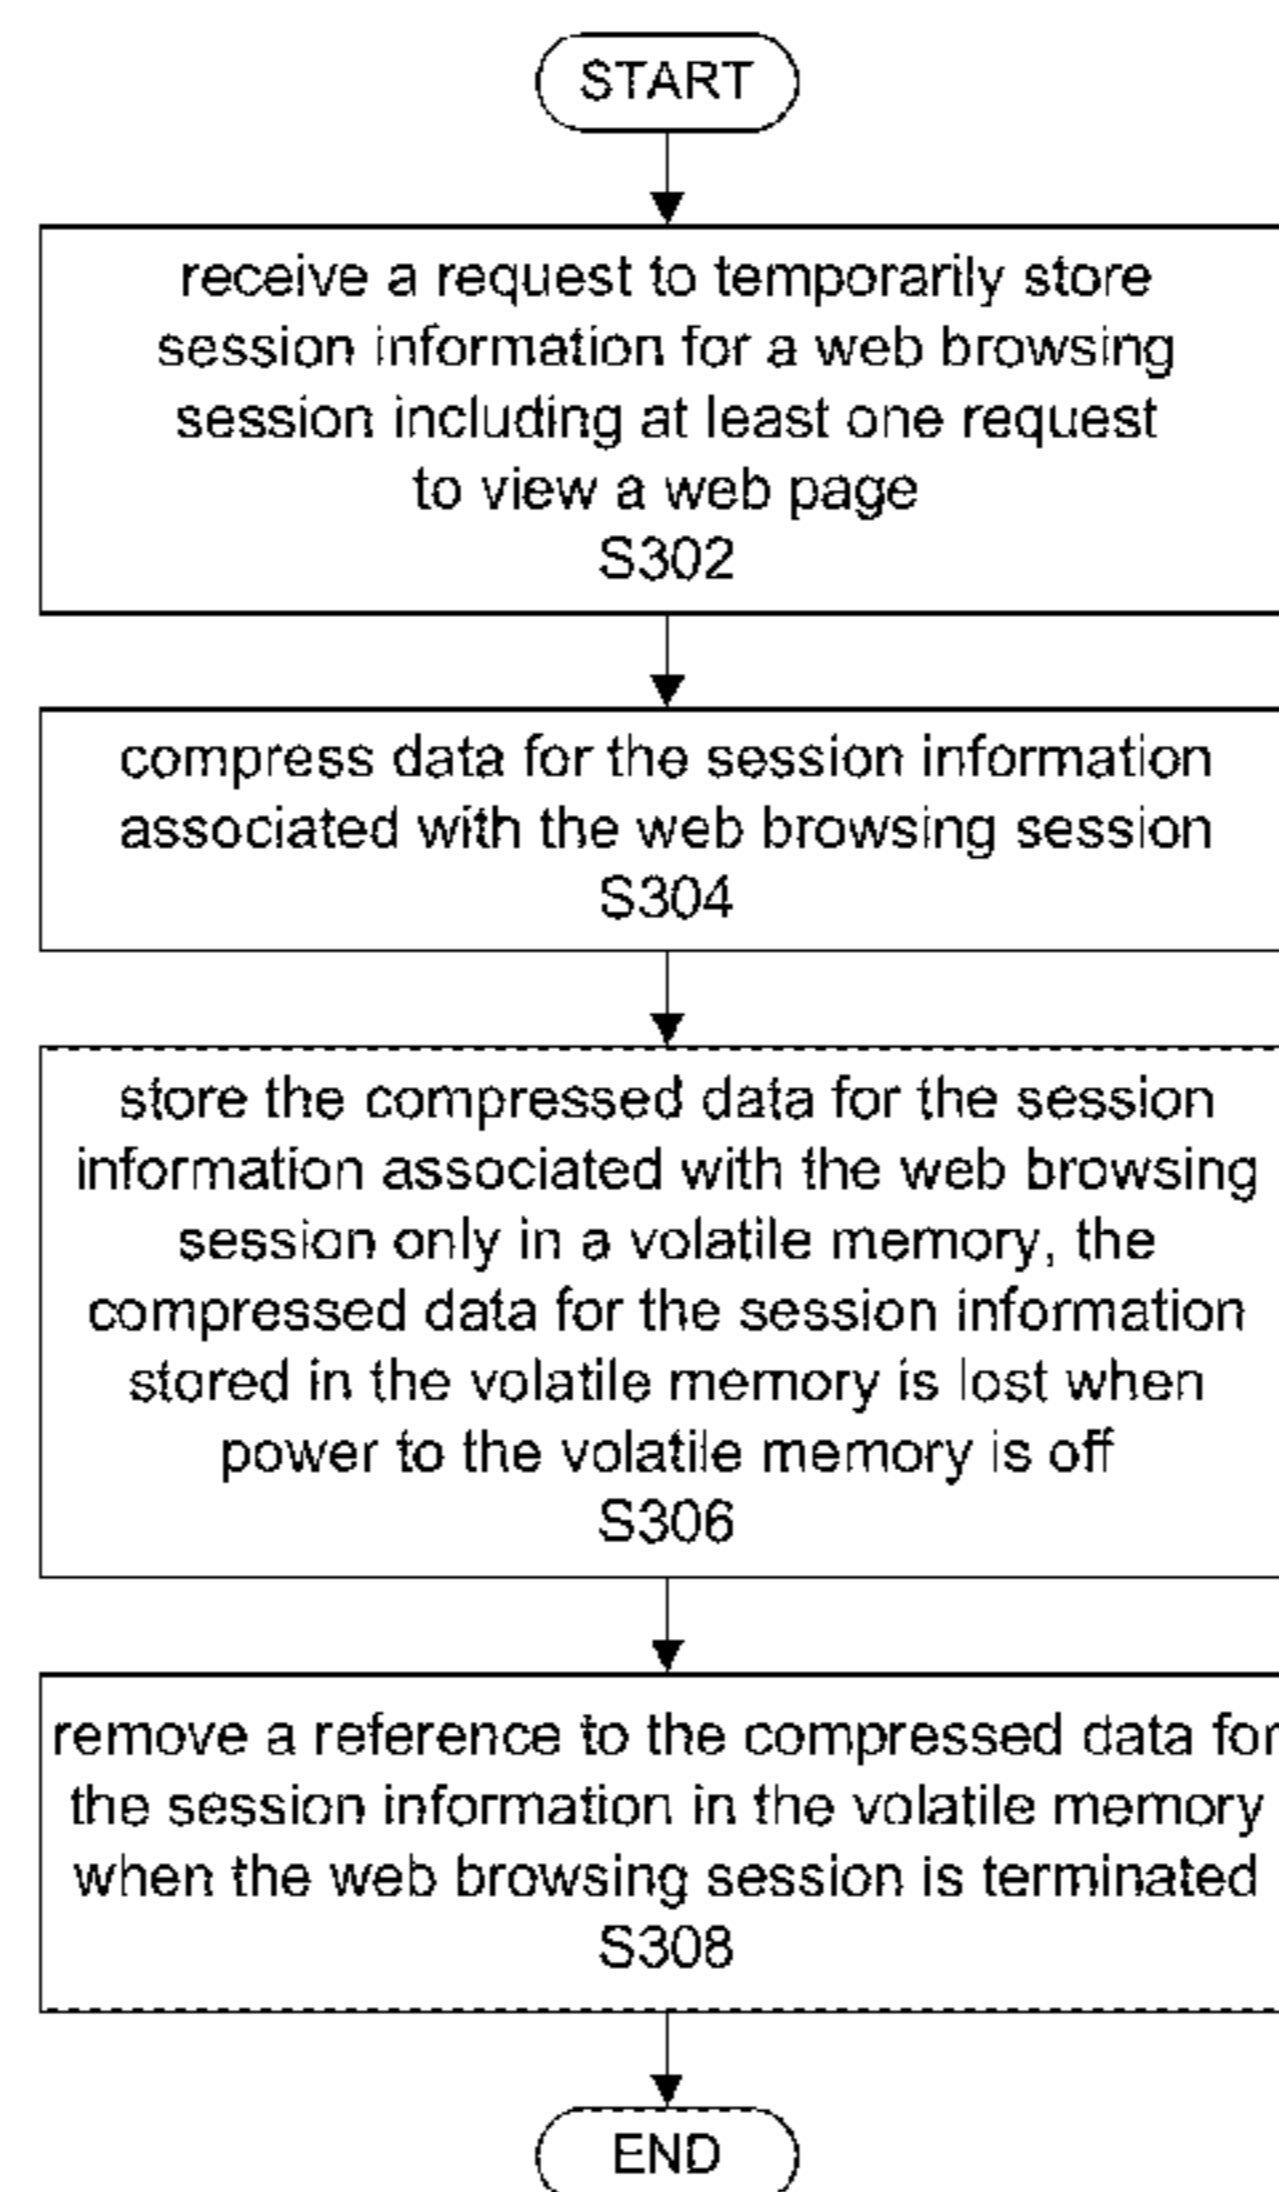 START
receive a request to temporarily store
session information for a web browsing
session including at least one request
to view a web page
S302
compress data for the session information
associated with the web browsing session
S304
store the compressed data for the session
information associated with the web browsing
session only in a volatile memory, the
compressed data for the session information
stored in the volatile memory is lost when
power to the volatile memory is off
S306
remove a reference to the compressed data for
the session information in the volatile memory
when the web browsing session is terminated
S308
END